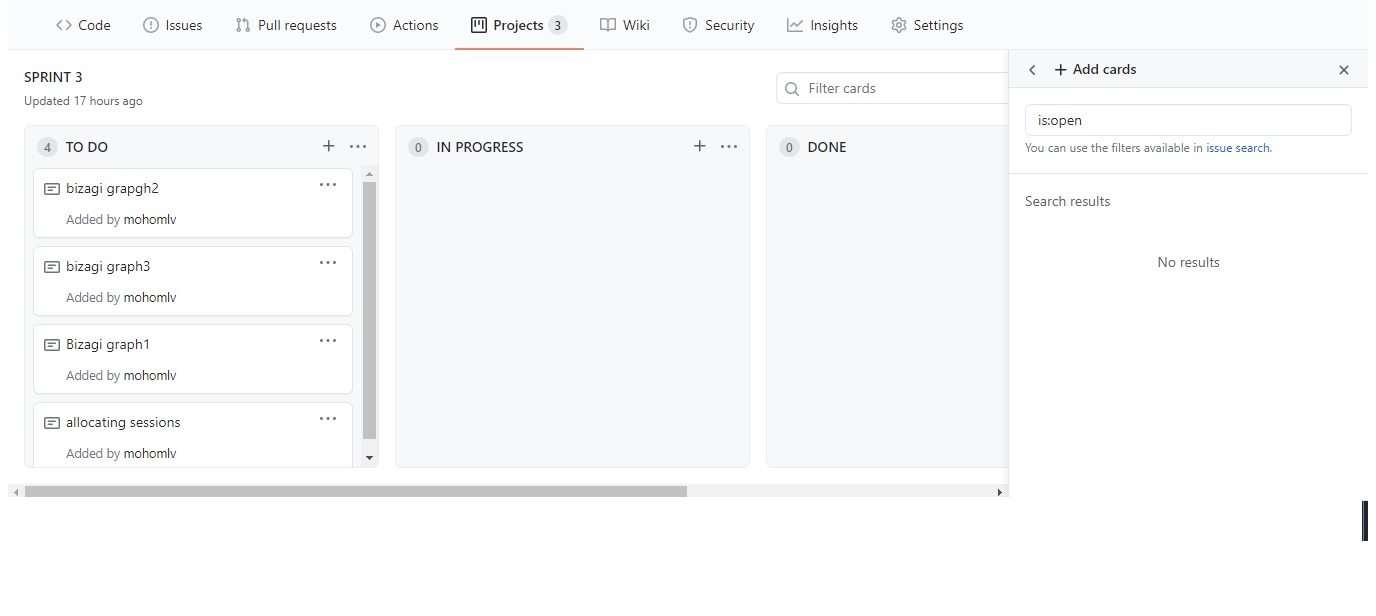 Code Issues Pull requests Actions Projects 3 Wiki Security Insights Settings
SPRINT 3
Updated 17 hours ago
Filter cards
4 TO DO
bizagi grapgh2
Added by mohomlv
bizagi graph3
Added by mohomlv
Bizagi graph1
Added by mohomlv
allocating sessions
Added by mohomlv
0 IN PROGRESS
0 DONE
Add cards
is:open
You can use the filters available in issue search.
Search results
No results